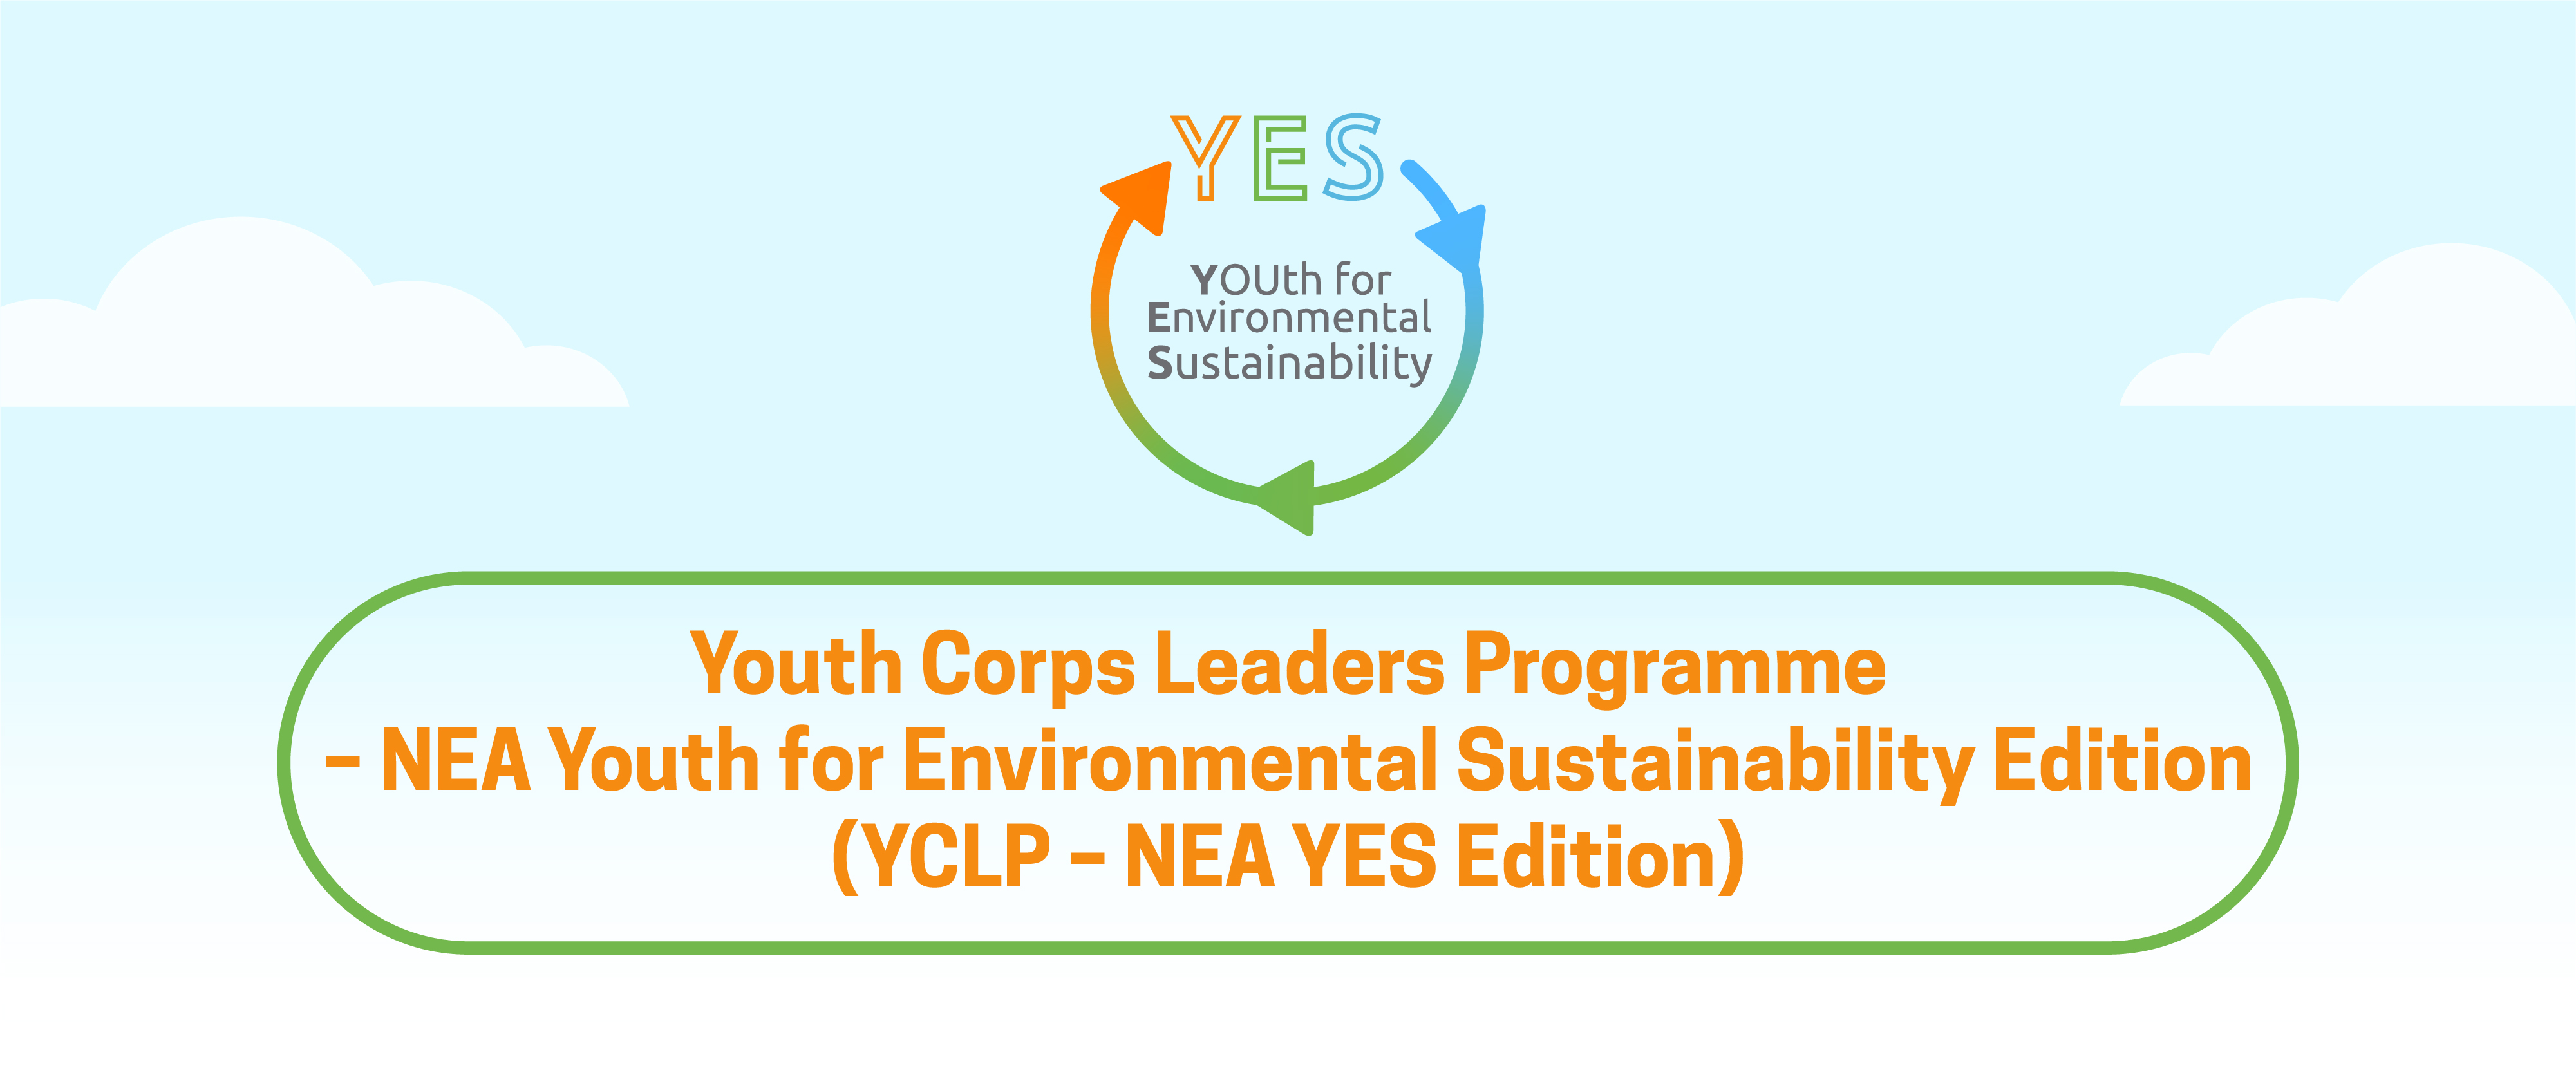 YES
YOUth for
Environmental
Sustainability
Youth Corps Leaders Programme
– NEA Youth for Environmental Sustainability Edition
(YCLP – NEA YES Edition)